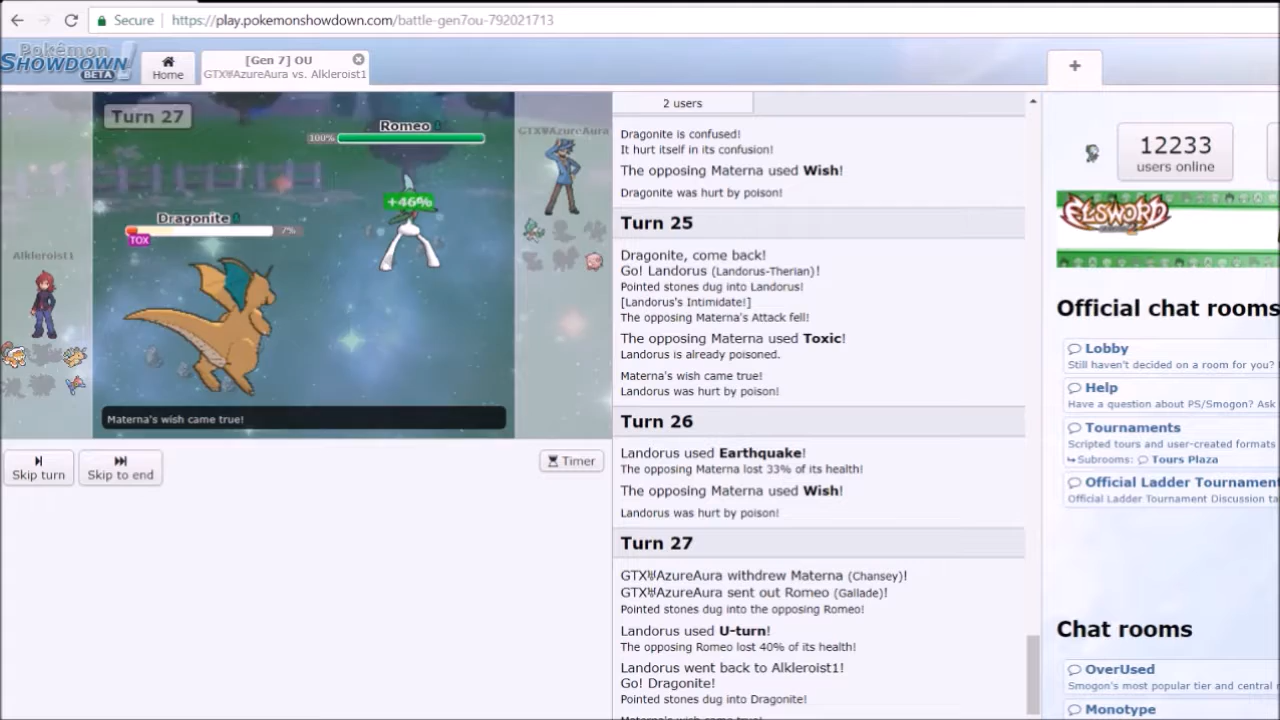 Secure
https://play.pokemonshowdown.com/battle-gen7ou-792021713
Pokémon
SHOWDOWN!
BETA
Home
[Gen 7] OU
GTX₩AzureAura vs. Alkleroist1
+
Turn 27
Romeo
100%
+46%
Dragonite
7%
TOX
Alkleroist1
GTX₩AzureAura
Materna's wish came true!
Skip turn
Skip to end
Timer
2 users
Dragonite is confused!
It hurt itself in its confusion!
The opposing Materna used Wish!
Dragonite was hurt by poison!
Turn 25
Dragonite, come back!
Go! Landorus (Landorus-Therian)!
Pointed stones dug into Landorus!
[Landorus's Intimidate!]
The opposing Materna's Attack fell!
The opposing Materna used Toxic!
Landorus is already poisoned.
Materna's wish came true!
Landorus was hurt by poison!
Turn 26
Landorus used Earthquake!
The opposing Materna lost 33% of its health!
The opposing Materna used Wish!
Landorus was hurt by poison!
Turn 27
GTX₩AzureAura withdrew Materna (Chansey)!
GTX₩AzureAura sent out Romeo (Gallade)!
Pointed stones dug into the opposing Romeo!
Landorus used U-turn!
The opposing Romeo lost 40% of its health!
Landorus went back to Alkleroist1!
Go! Dragonite!
Pointed stones dug into Dragonite!
Materna's wish came true!
12233
users online
ELSWORD
Official chat rooms
Lobby
Still haven't decided on a room for you?
Help
Have a question about PS/Smogon? Ask
Tournaments
Scripted tours and user-created formats
↳ Subrooms: Tours Plaza
Official Ladder Tournament
Official Ladder Tournament Discussion ta
Chat rooms
OverUsed
Smogon's most popular tier and central
Monotype